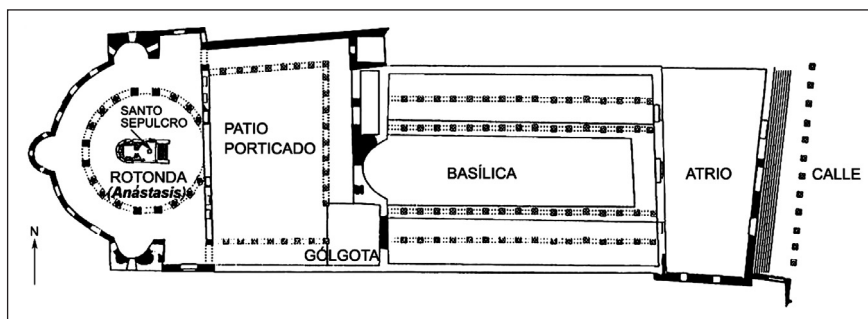 SANTO
SEPULCRO
ROTONDA
(Anástasis)
PATIO
PORTICADO
GÓLGOTA
BASÍLICA
ATRIO
CALLE
N